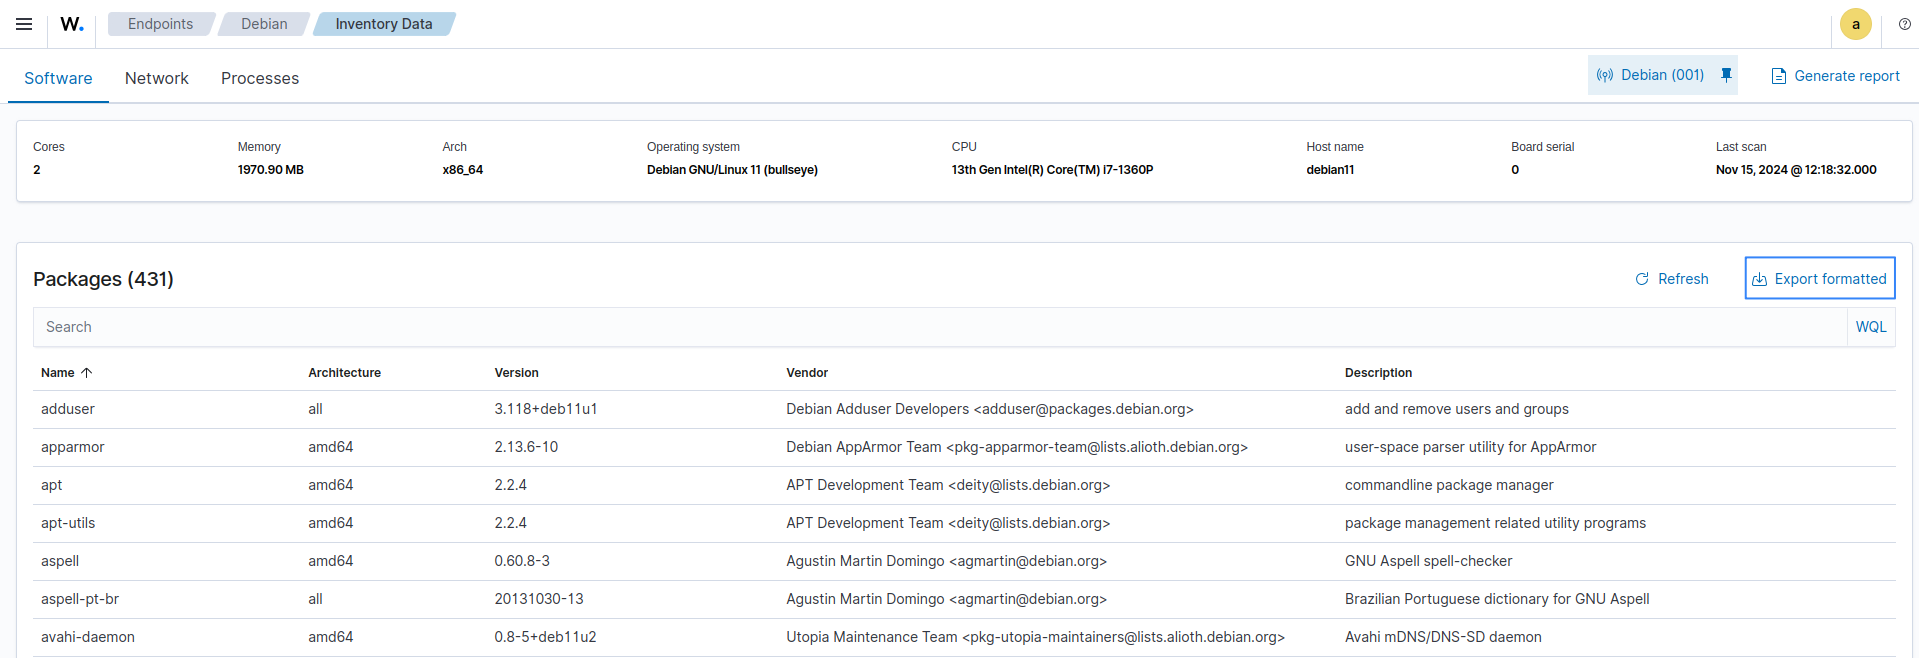 W. Endpoints Debian Inventory Data a
Software Network Processes Debian (001) Generate report
Cores Memory Arch Operating system CPU Host name Board serial Last scan
2 1970.90 MB x86_64 Debian GNU/Linux 11 (bullseye) 13th Gen Intel(R) Core(TM) i7-1360P debian11 0 Nov 15, 2024 @ 12:18:32.000
Packages (431) Refresh Export formatted
Search WQL
Name Architecture Version Vendor Description
adduser all 3.118+deb11u1 Debian Adduser Developers <adduser@packages.debian.org> add and remove users and groups
apparmor amd64 2.13.6-10 Debian AppArmor Team <pkg-apparmor-team@lists.alioth.debian.org> user-space parser utility for AppArmor
apt amd64 2.2.4 APT Development Team <deity@lists.debian.org> commandline package manager
apt-utils amd64 2.2.4 APT Development Team <deity@lists.debian.org> package management related utility programs
aspell amd64 0.60.8-3 Agustin Martin Domingo <agmartin@debian.org> GNU Aspell spell-checker
aspell-pt-br all 20131030-13 Agustin Martin Domingo <agmartin@debian.org> Brazilian Portuguese dictionary for GNU Aspell
avahi-daemon amd64 0.8-5+deb11u2 Utopia Maintenance Team <pkg-utopia-maintainers@lists.alioth.debian.org> Avahi mDNS/DNS-SD daemon